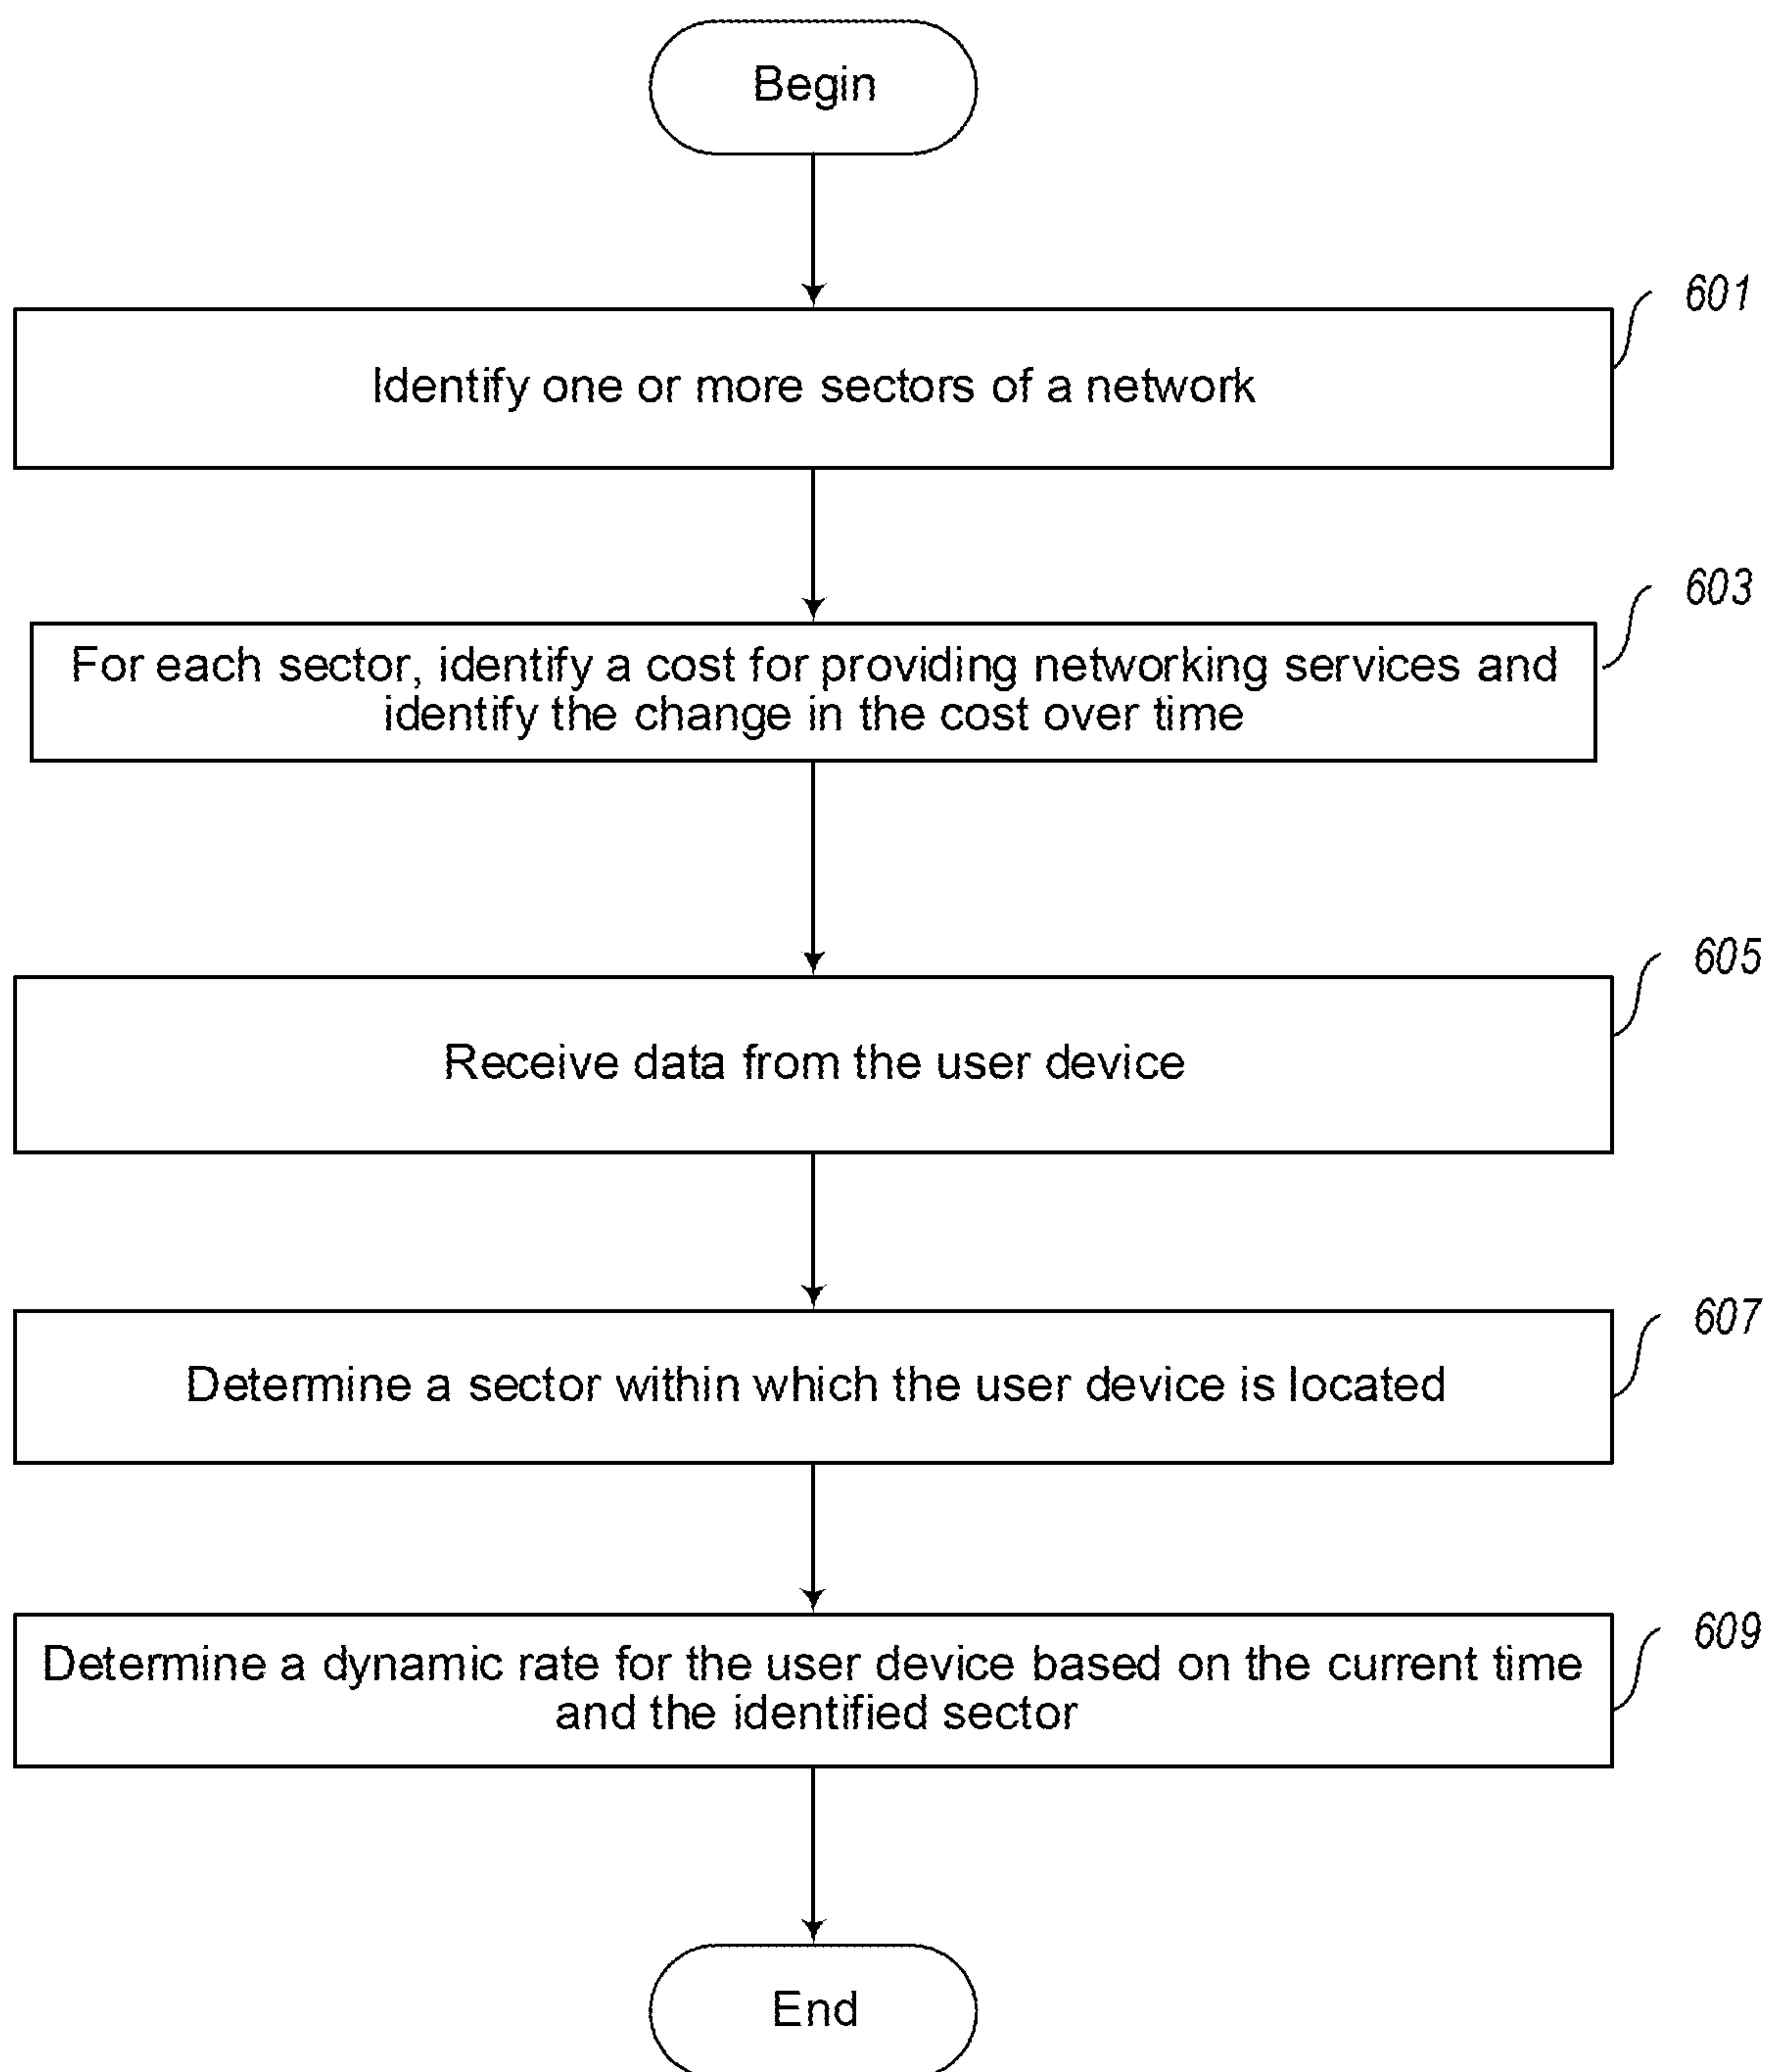 Begin
601
Identify one or more sectors of a network
603
For each sector, identify a cost for providing networking services and
identify the change in the cost over time
605
Receive data from the user device
607
Determine a sector within which the user device is located
609
Determine a dynamic rate for the user device based on the current time
and the identified sector
End